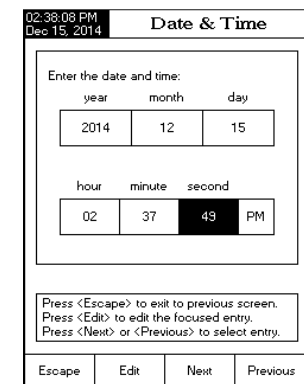 02:38:08 PM
Dec 15, 2014
Date & Time
Enter the date and time:
year month day
2014 12 15
hour minute second
02 37 49 PM
Press <Escape> to exit to previous screen.
Press <Edit> to edit the focused entry.
Press <Next> or <Previous> to select entry.
Escape Edit Next Previous